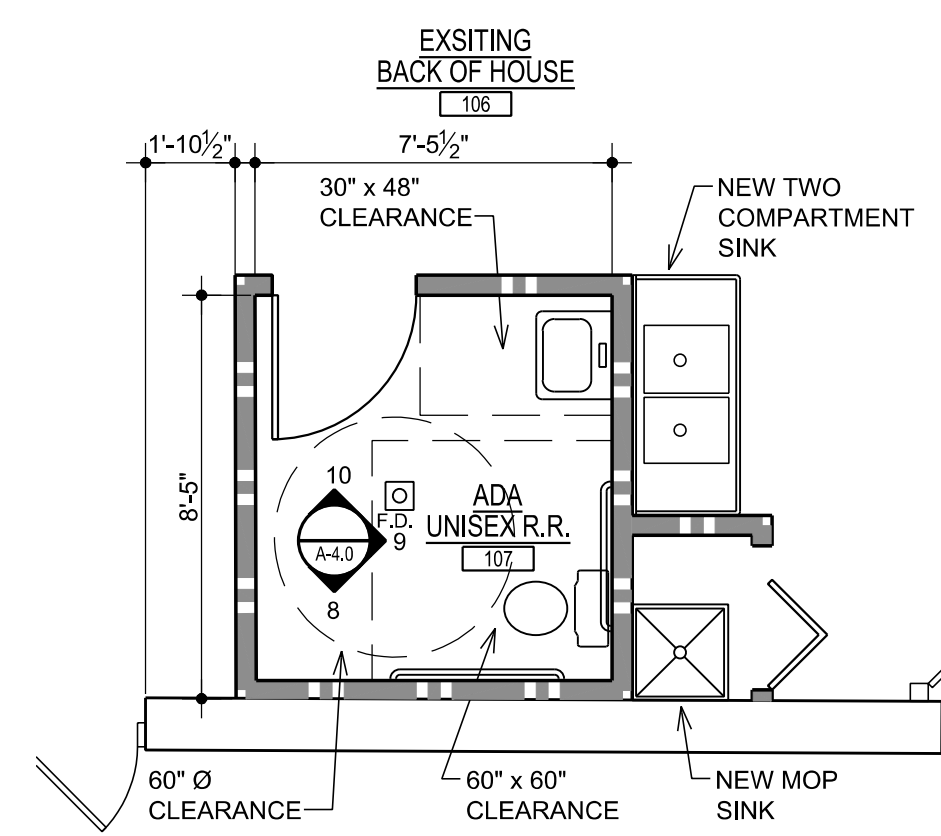 EXSITING
BACK OF HOUSE
106
1'-10½"
7'-5½"
30" x 48"
CLEARANCE
NEW TWO
COMPARTMENT
SINK
8'-5"
10
F.D.
9
A-4.0
8
ADA
UNISEX R.R.
107
60" Ø
CLEARANCE
60" x 60"
CLEARANCE
NEW MOP
SINK